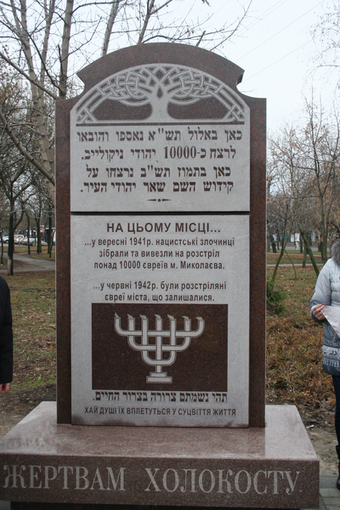 כאן באלול תש"א נאספו והובאו
לרצח כ-10000 יהודי ניקולייב.
כאן בתמוז תש"ב נרצחו על
קידוש השם שאר יהודי העיר.
НА ЦЬОМУ МІСЦІ...
...у вересні 1941р. нацистські злочинці
зібрали та вивезли на розстріл
понад 10000 євреїв м. Миколаєва.
...у червні 1942р. були розстріляні
євреї міста, що залишалися.
תהי נשמתם צרורה בצרור החיים.
ХАЙ ДУШІ ЇХ ВПЛЕТУТЬСЯ У СУЦВІТТЯ ЖИТТЯ
ЖЕРТВАМ ХОЛОКОСТУ